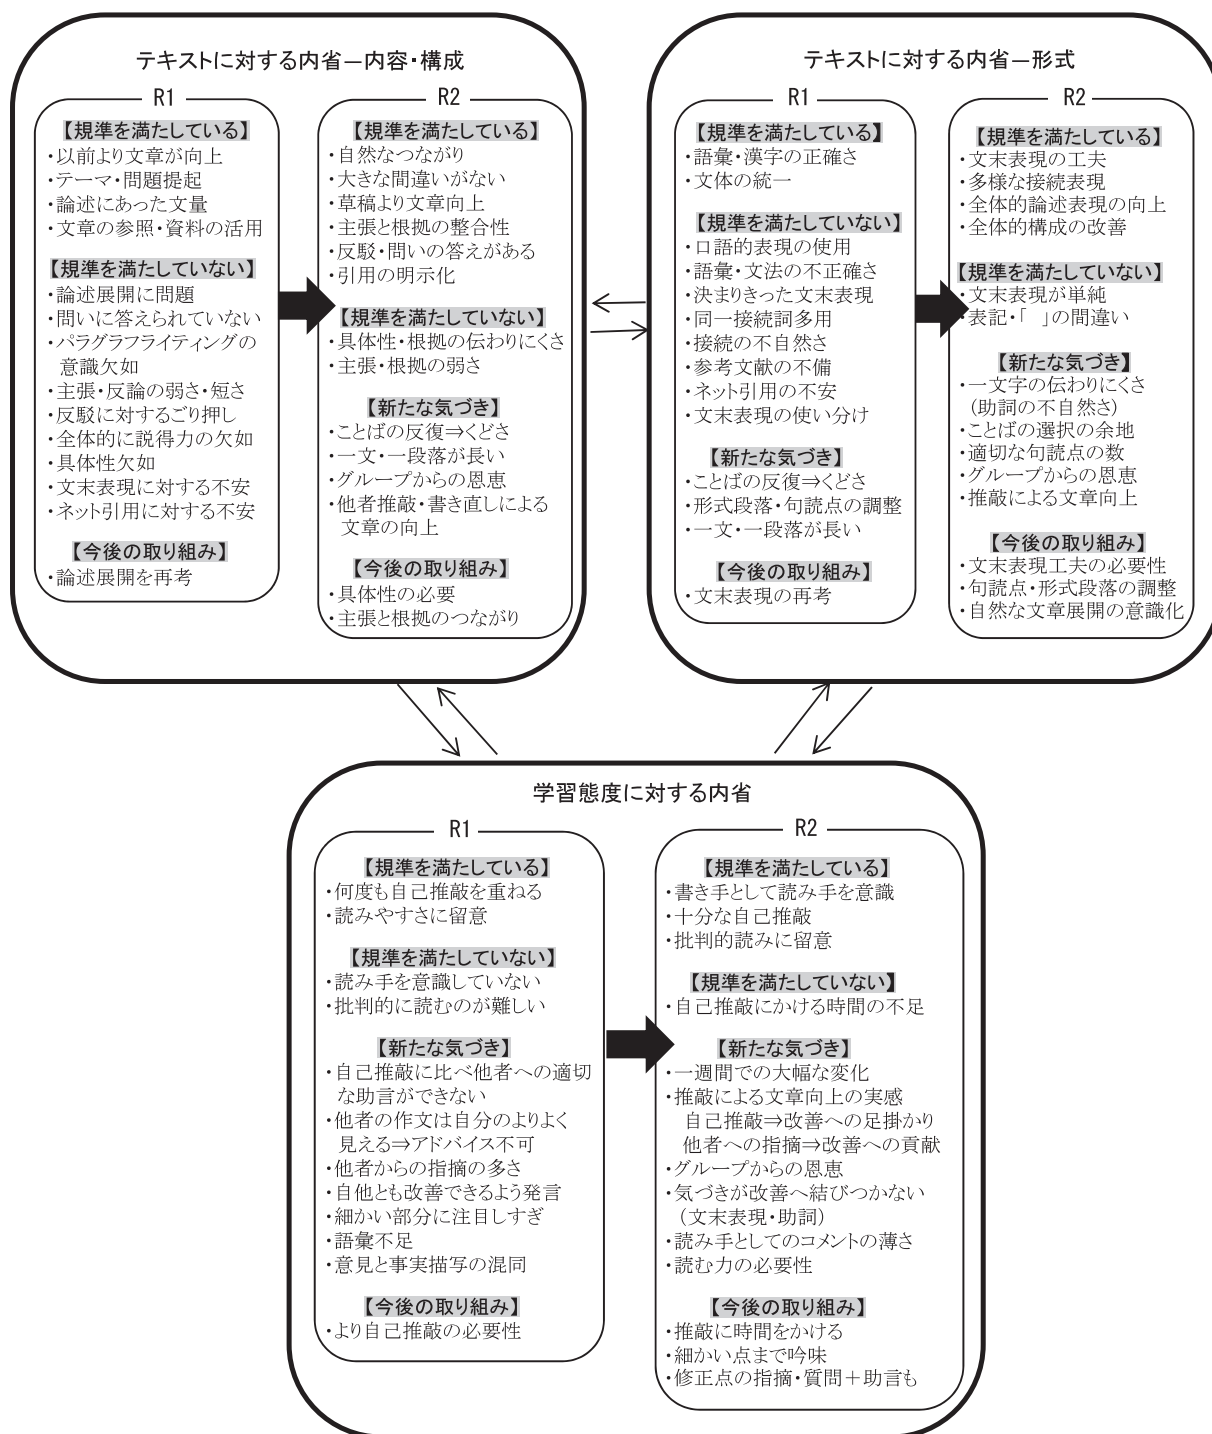 テキストに対する内省―内容・構成
R1
【規準を満たしている】
・以前より文章が向上
・テーマ・問題提起
・論述にあった文量
・文章の参照・資料の活用
【規準を満たしていない】
・論述展開に問題
・問いに答えられていない
・パラグラフライティングの
意識欠如
・主張・反論の弱さ・短さ
・反駁に対するごり押し
・全体的に説得力の欠如
・具体性欠如
・文末表現に対する不安
・ネット引用に対する不安
【今後の取り組み】
・論述展開を再考
R2
【規準を満たしている】
・自然なつながり
・大きな間違いがない
・草稿より文章向上
・主張と根拠の整合性
・反駁・問いの答えがある
・引用の明示化
【規準を満たしていない】
・具体性・根拠の伝わりにくさ
・主張・根拠の弱さ
【新たな気づき】
・ことばの反復⇒くどさ
・一文・一段落が長い
・グループからの恩恵
・他者推敲・書き直しによる
文章の向上
【今後の取り組み】
・具体性の必要
・主張と根拠のつながり
テキストに対する内省―形式
R1
【規準を満たしている】
・語彙・漢字の正確さ
・文体の統一
【規準を満たしていない】
・口語的表現の使用
・語彙・文法の不正確さ
・決まりきった文末表現
・同一接続詞多用
・接続の不自然さ
・参考文献の不備
・ネット引用の不安
・文末表現の使い分け
【新たな気づき】
・ことばの反復⇒くどさ
・形式段落・句読点の調整
・一文・一段落が長い
【今後の取り組み】
・文末表現の再考
R2
【規準を満たしている】
・文末表現の工夫
・多様な接続表現
・全体的論述表現の向上
・全体的構成の改善
【規準を満たしていない】
・文末表現が単純
・表記・「　」の間違い
【新たな気づき】
・一文字の伝わりにくさ
(助詞の不自然さ)
・ことばの選択の余地
・適切な句読点の数
・グループからの恩恵
・推敲による文章向上
【今後の取り組み】
・文末表現工夫の必要性
・句読点・形式段落の調整
・自然な文章展開の意識化
学習態度に対する内省
R1
【規準を満たしている】
・何度も自己推敲を重ねる
・読みやすさに留意
【規準を満たしていない】
・読み手を意識していない
・批判的に読むのが難しい
【新たな気づき】
・自己推敲に比べ他者への適切
な助言ができない
・他者の作文は自分のよりよく
見える⇒アドバイス不可
・他者からの指摘の多さ
・自他とも改善できるよう発言
・細かい部分に注目しすぎ
・語彙不足
・意見と事実描写の混同
【今後の取り組み】
・より自己推敲の必要性
R2
【規準を満たしている】
・書き手として読み手を意識
・十分な自己推敲
・批判的読みに留意
【規準を満たしていない】
・自己推敲にかける時間の不足
【新たな気づき】
・一週間での大幅な変化
・推敲による文章向上の実感
自己推敲⇒改善への足掛かり
他者への指摘⇒改善への貢献
・グループからの恩恵
・気づきが改善へ結びつかない
(文末表現・助詞)
・読み手としてのコメントの薄さ
・読む力の必要性
【今後の取り組み】
・推敲に時間をかける
・細かい点まで吟味
・修正点の指摘・質問＋助言も